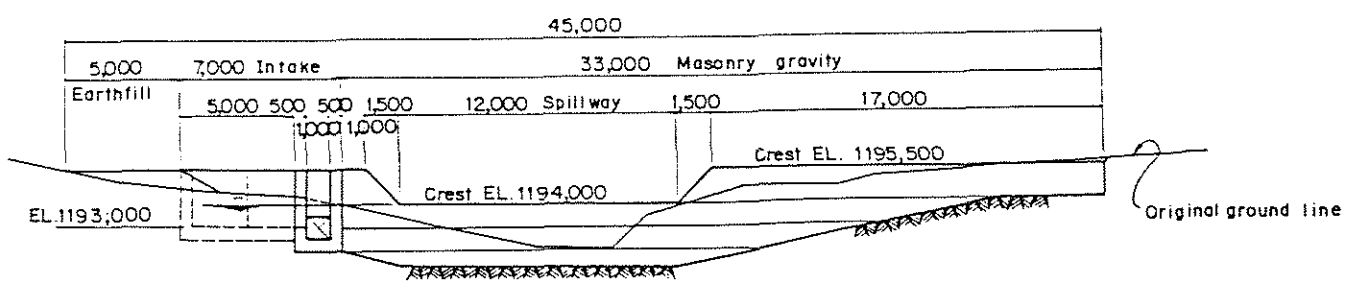 45,000
5,000 7,000 Intake 33,000 Masonry gravity
Earthfill
5,000 500 500 1,500 12,000 Spillway 1,500 17,000
1,000 1,000
Crest EL. 1195,500
Crest EL. 1194,000
EL. 1193,000
Original ground line